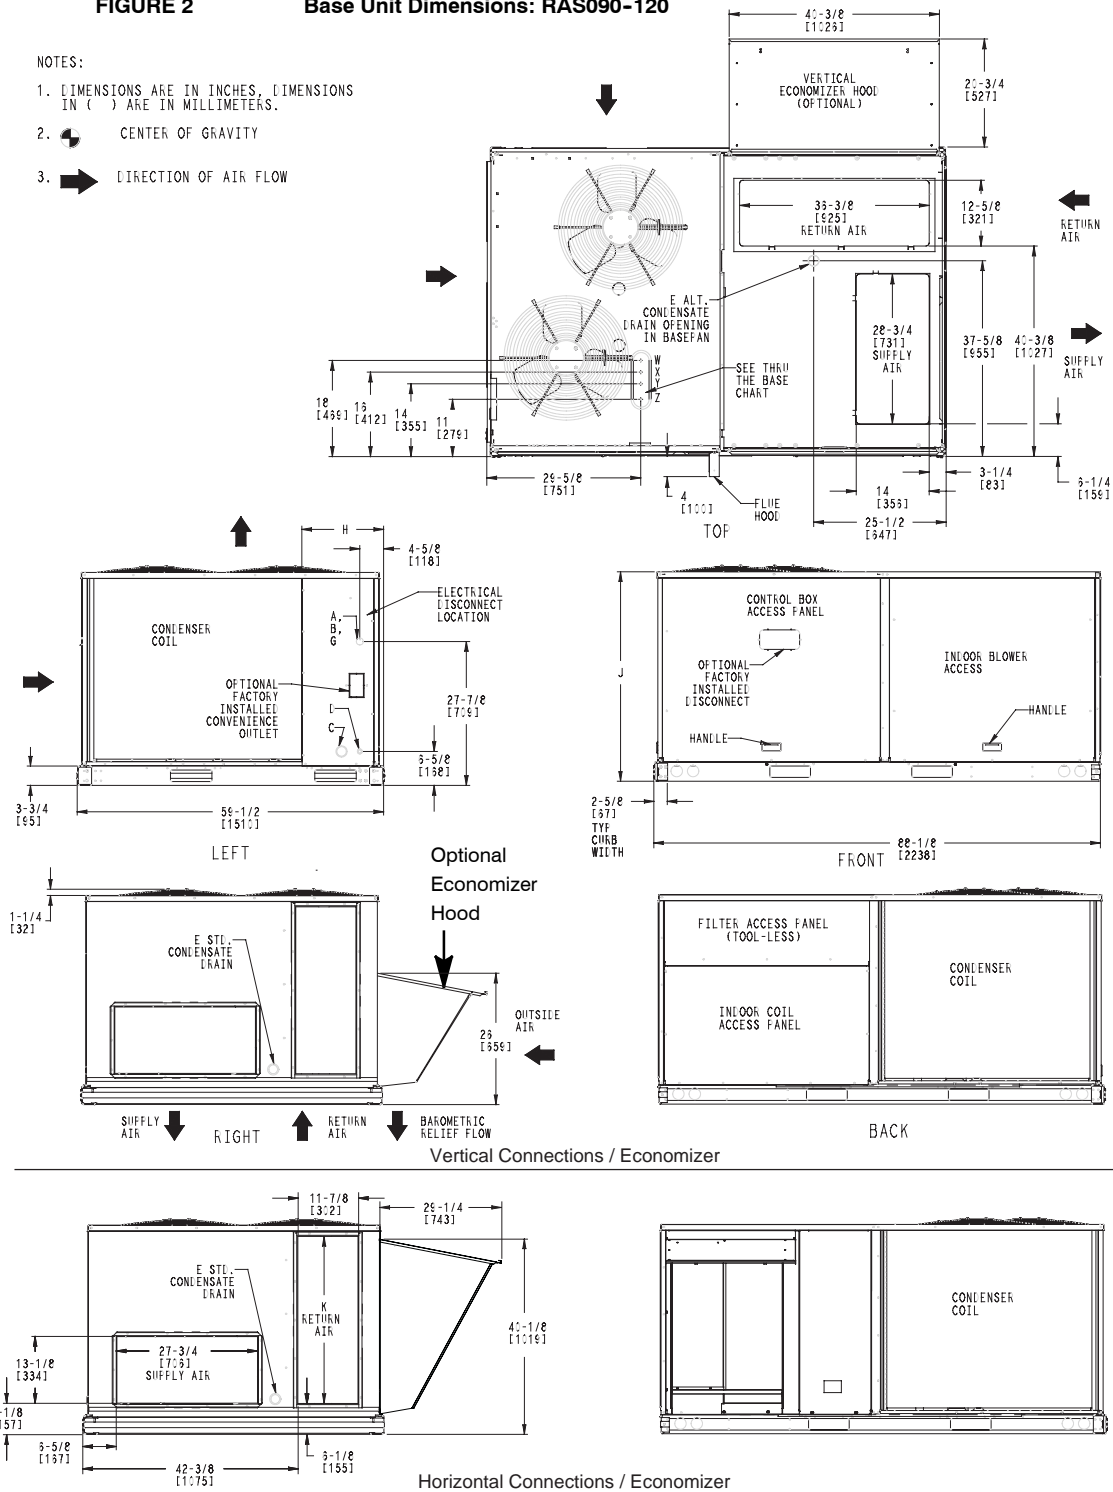 FIGURE 2 Base Unit Dimensions: RAS090-120
NOTES:
1. DIMENSIONS ARE IN INCHES, DIMENSIONS
IN ( ) ARE IN MILLIMETERS.
2. CENTER OF GRAVITY
3. DIRECTION OF AIR FLOW
40-3/8
[1026]
VERTICAL
ECONOMIZER HOOD
(OPTIONAL)
20-3/4
[527]
36-3/8
[925]
RETURN AIR
12-5/8
[321]
RETURN
AIR
E ALT.
CONDENSATE
DRAIN OPENING
IN BASEPAN
28-3/4
[731]
SUPPLY
AIR
37-5/8
[955]
40-3/8
[1027]
SUPPLY
AIR
W
X
Y
Z
SEE THRU
THE BASE
CHART
18
[469]
16
[412]
14
[355]
11
[279]
29-5/8
[751]
4
[100]
FLUE
HOOD
14
[356]
3-1/4
[83]
6-1/4
[159]
25-1/2
[647]
TOP
H
4-5/8
[118]
ELECTRICAL
DISCONNECT
LOCATION
A,
B,
G
CONDENSER
COIL
OPTIONAL
FACTORY
INSTALLED
CONVENIENCE
OUTLET
D
C
27-7/8
[709]
6-5/8
[168]
3-3/4
[95]
59-1/2
[1510]
LEFT
CONTROL BOX
ACCESS PANEL
J
OPTIONAL
FACTORY
INSTALLED
DISCONNECT
INDOOR BLOWER
ACCESS
HANDLE
HANDLE
2-5/8
[67]
TYP
CURB
WIDTH
88-1/8
[2238]
FRONT
Optional
Economizer
Hood
1-1/4
[32]
E STD.
CONDENSATE
DRAIN
26
[659]
OUTSIDE
AIR
SUPPLY
AIR
RIGHT
RETURN
AIR
BAROMETRIC
RELIEF FLOW
FILTER ACCESS PANEL
(TOOL-LESS)
INDOOR COIL
ACCESS PANEL
CONDENSER
COIL
BACK
Vertical Connections / Economizer
11-7/8
[302]
29-1/4
[743]
E STD.
CONDENSATE
DRAIN
K
RETURN
AIR
40-1/8
[1019]
27-3/4
[706]
SUPPLY AIR
13-1/8
[334]
-1/8
157]
6-5/8
[167]
42-3/8
[1075]
6-1/8
[155]
CONDENSER
COIL
Horizontal Connections / Economizer